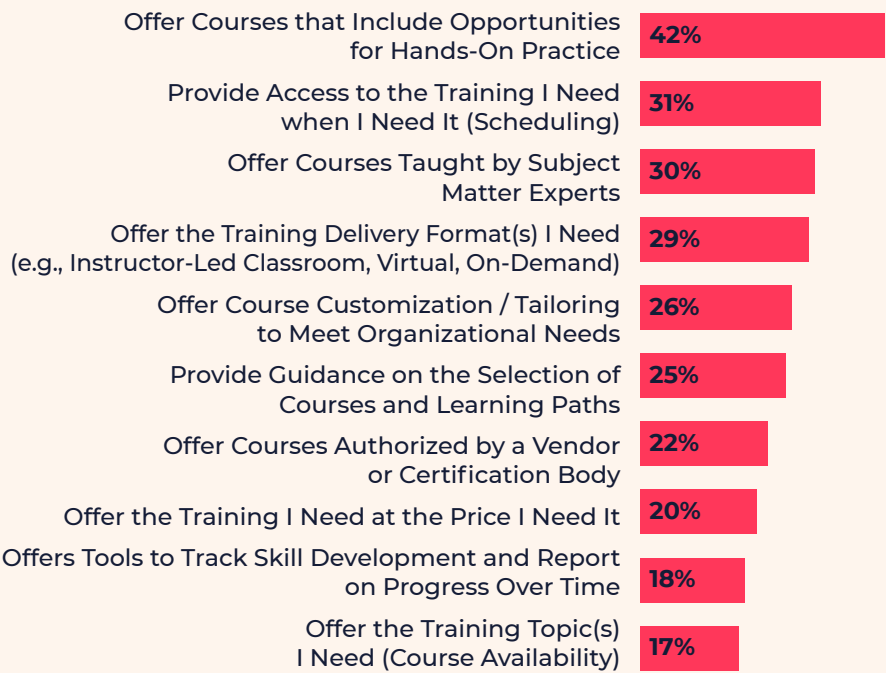 Offer Courses that Include Opportunities
for Hands-On Practice
42%
Provide Access to the Training I Need
when I Need It (Scheduling)
31%
Offer Courses Taught by Subject
Matter Experts
30%
Offer the Training Delivery Format(s) I Need
(e.g., Instructor-Led Classroom, Virtual, On-Demand)
29%
Offer Course Customization / Tailoring
to Meet Organizational Needs
26%
Provide Guidance on the Selection of
Courses and Learning Paths
25%
Offer Courses Authorized by a Vendor
or Certification Body
22%
Offer the Training I Need at the Price I Need It
20%
Offers Tools to Track Skill Development and Report
on Progress Over Time
18%
Offer the Training Topic(s)
I Need (Course Availability)
17%